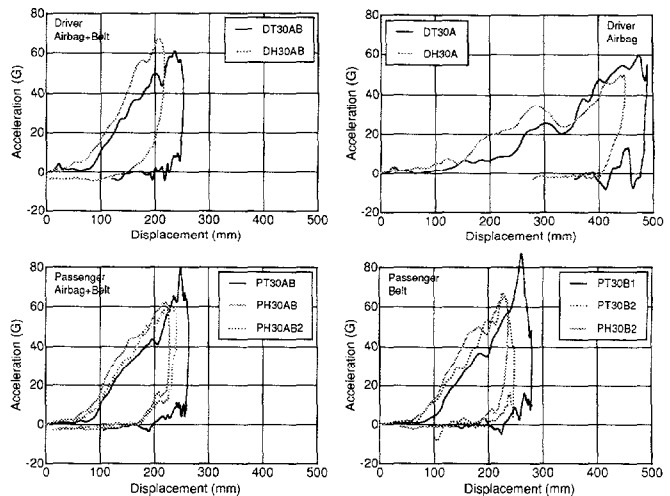 Driver
Airbag+Belt
DT30AB
DH30AB
Acceleration (G)
80
60
40
20
0
-20
0 100 200 300 400 500
Displacement (mm)
Driver
Airbag
DT30A
DH30A
Acceleration (G)
80
60
40
20
0
-20
0 100 200 300 400 500
Displacement (mm)
Passenger
Airbag+Belt
PT30AB
PH30AB
PH30AB2
Acceleration (G)
80
60
40
20
0
-20
0 100 200 300 400 500
Displacement (mm)
Passenger
Belt
PT30B1
PT30B2
PH30B2
Acceleration (G)
80
60
40
20
0
-20
0 100 200 300 400 500
Displacement (mm)